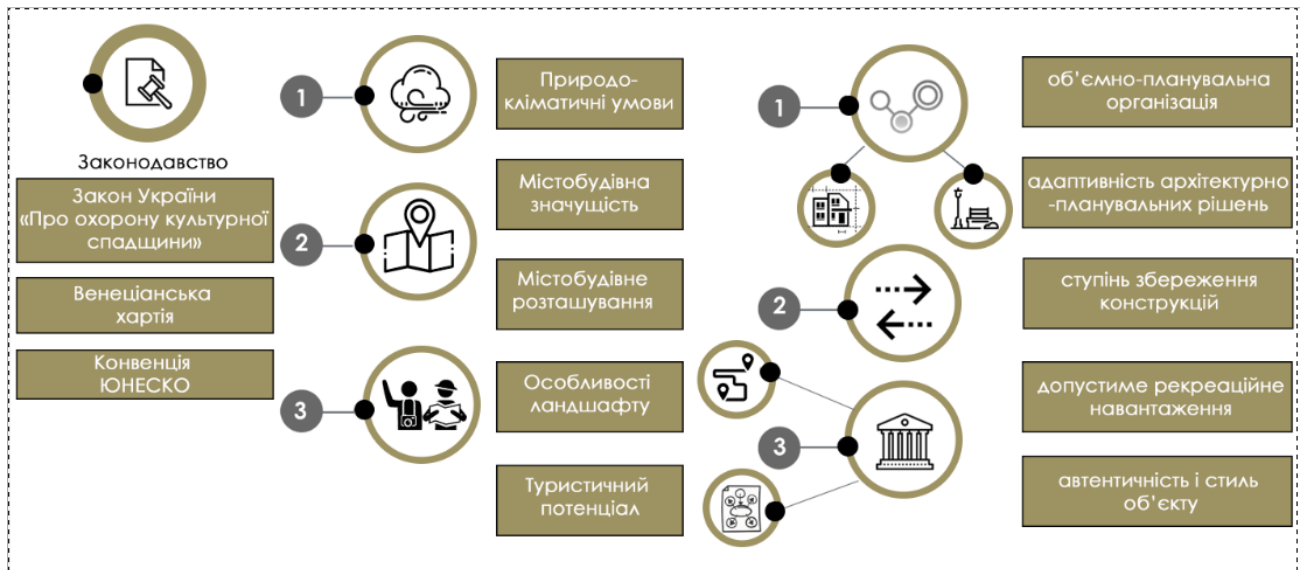 Законодавство
Закон України
«Про охорону культурної
спадщини»
Венеціанська
хартія
Конвенція
ЮНЕСКО
1
2
3
Природо-
кліматичні умови
Містобудівна
значущість
Містобудівне
розташування
Особливості
ландшафту
Туристичний
потенціал
1
2
3
об’ємно-планувальна
організація
адаптивність архітектурно
-планувальних рішень
ступінь збереження
конструкцій
допустиме рекреаційне
навантаження
автентичність і стиль
об’єкту